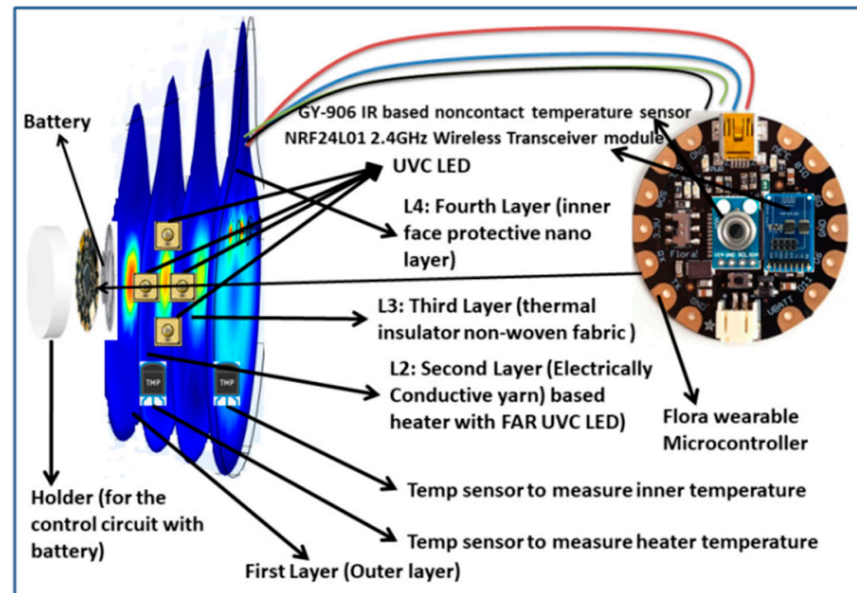 GY-906 IR based noncontact temperature sensor
NRF24L01 2.4GHz Wireless Transceiver module
Battery
UVC LED
L4: Fourth Layer (inner
face protective nano
layer)
L3: Third Layer (thermal
insulator non-woven fabric )
L2: Second Layer (Electrically
Conductive yarn) based
heater with FAR UVC LED)
Flora wearable
Microcontroller
TMP
TMP
Temp sensor to measure inner temperature
Holder (for the
control circuit with
battery)
Temp sensor to measure heater temperature
First Layer (Outer layer)
Flora!
VBATT
D11